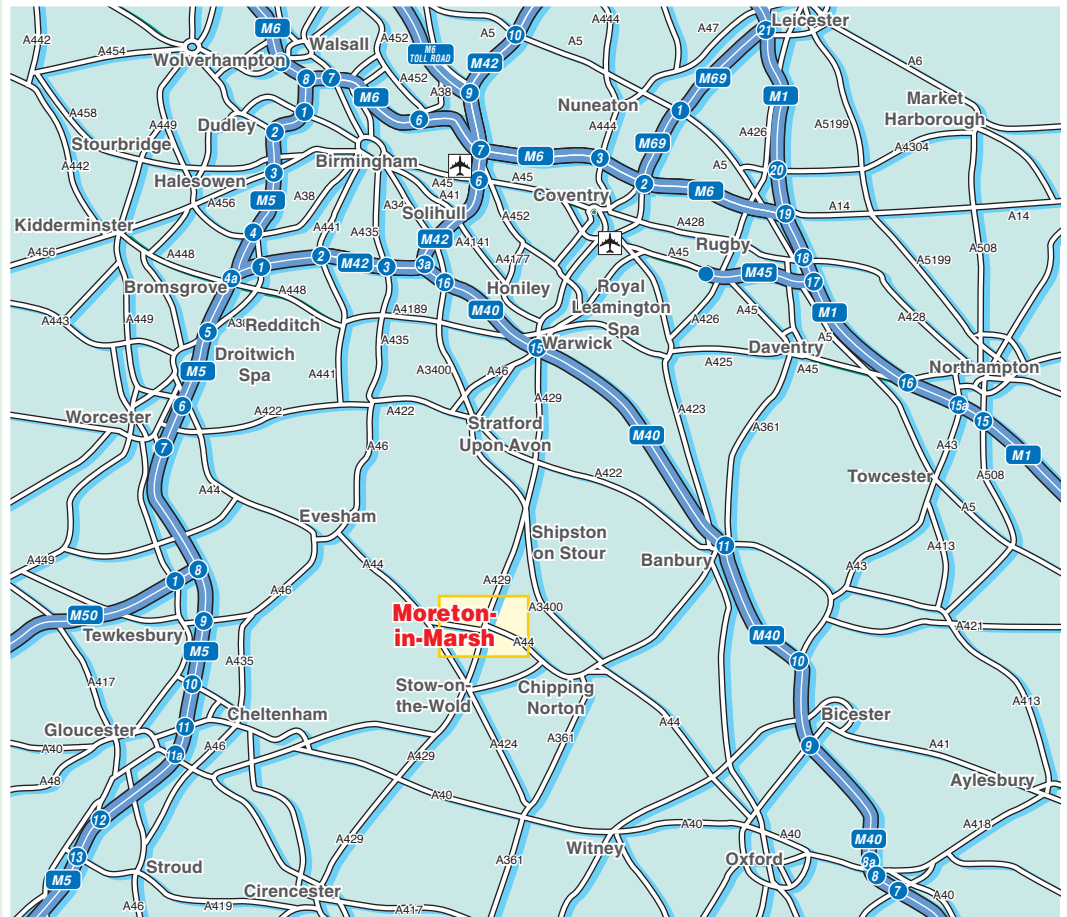 A442
A454
M6
Walsall
A452
M6
TOLL ROAD
A5
10
A444
A5
A47
21
Leicester
Wolverhampton
8
7
A452
M42
M69
A6
A458
M6
A38
9
Nuneaton
1
M1
Market
Harborough
A449
Dudley
1
2
6
A444
A426
A5199
Stourbridge
A4304
A442
Birmingham
7
M6
3
M69
A5
20
Halesowen
3
A45
6
A45
2
M6
M5
A38
A41
Coventry
19
A14
A14
A456
Solihull
A452
A428
Kidderminster
4
A441
A435
M42
A4141
Rugby
A508
A456
A448
2
A4177
A45
18
A5199
4a
1
M42
3
3a
M45
17
Bromsgrove
A448
16
Honiley
Royal
Leamington
Spa
M1
A443
A449
A4189
M40
A426
A45
A428
5
Redditch
A435
15
Warwick
Daventry
A5
Droitwich
Spa
A3400
A425
A45
Northampton
M5
A441
A46
16
6
A422
A422
A429
A423
15a
Worcester
Stratford
Upon Avon
A361
15
7
A46
M40
A43
M1
A44
A422
Towcester
A508
Evesham
A5
Shipston
on Stour
11
A413
A449
A44
Banbury
8
A43
1
A46
A429
M50
9
Moreton-
in-Marsh
A3400
A421
Tewkesbury
A44
M40
M5
A435
10
A417
10
Stow-on-
the-Wold
Chipping
Norton
A413
Cheltenham
A44
Bicester
Gloucester
11
A40
A46
A424
A361
9
A41
11a
A429
A48
Aylesbury
A40
12
A40
A418
A429
A40
M40
13
Stroud
A361
Witney
Oxford
8a
8
M5
Cirencester
7
A40
A46
A419
A417